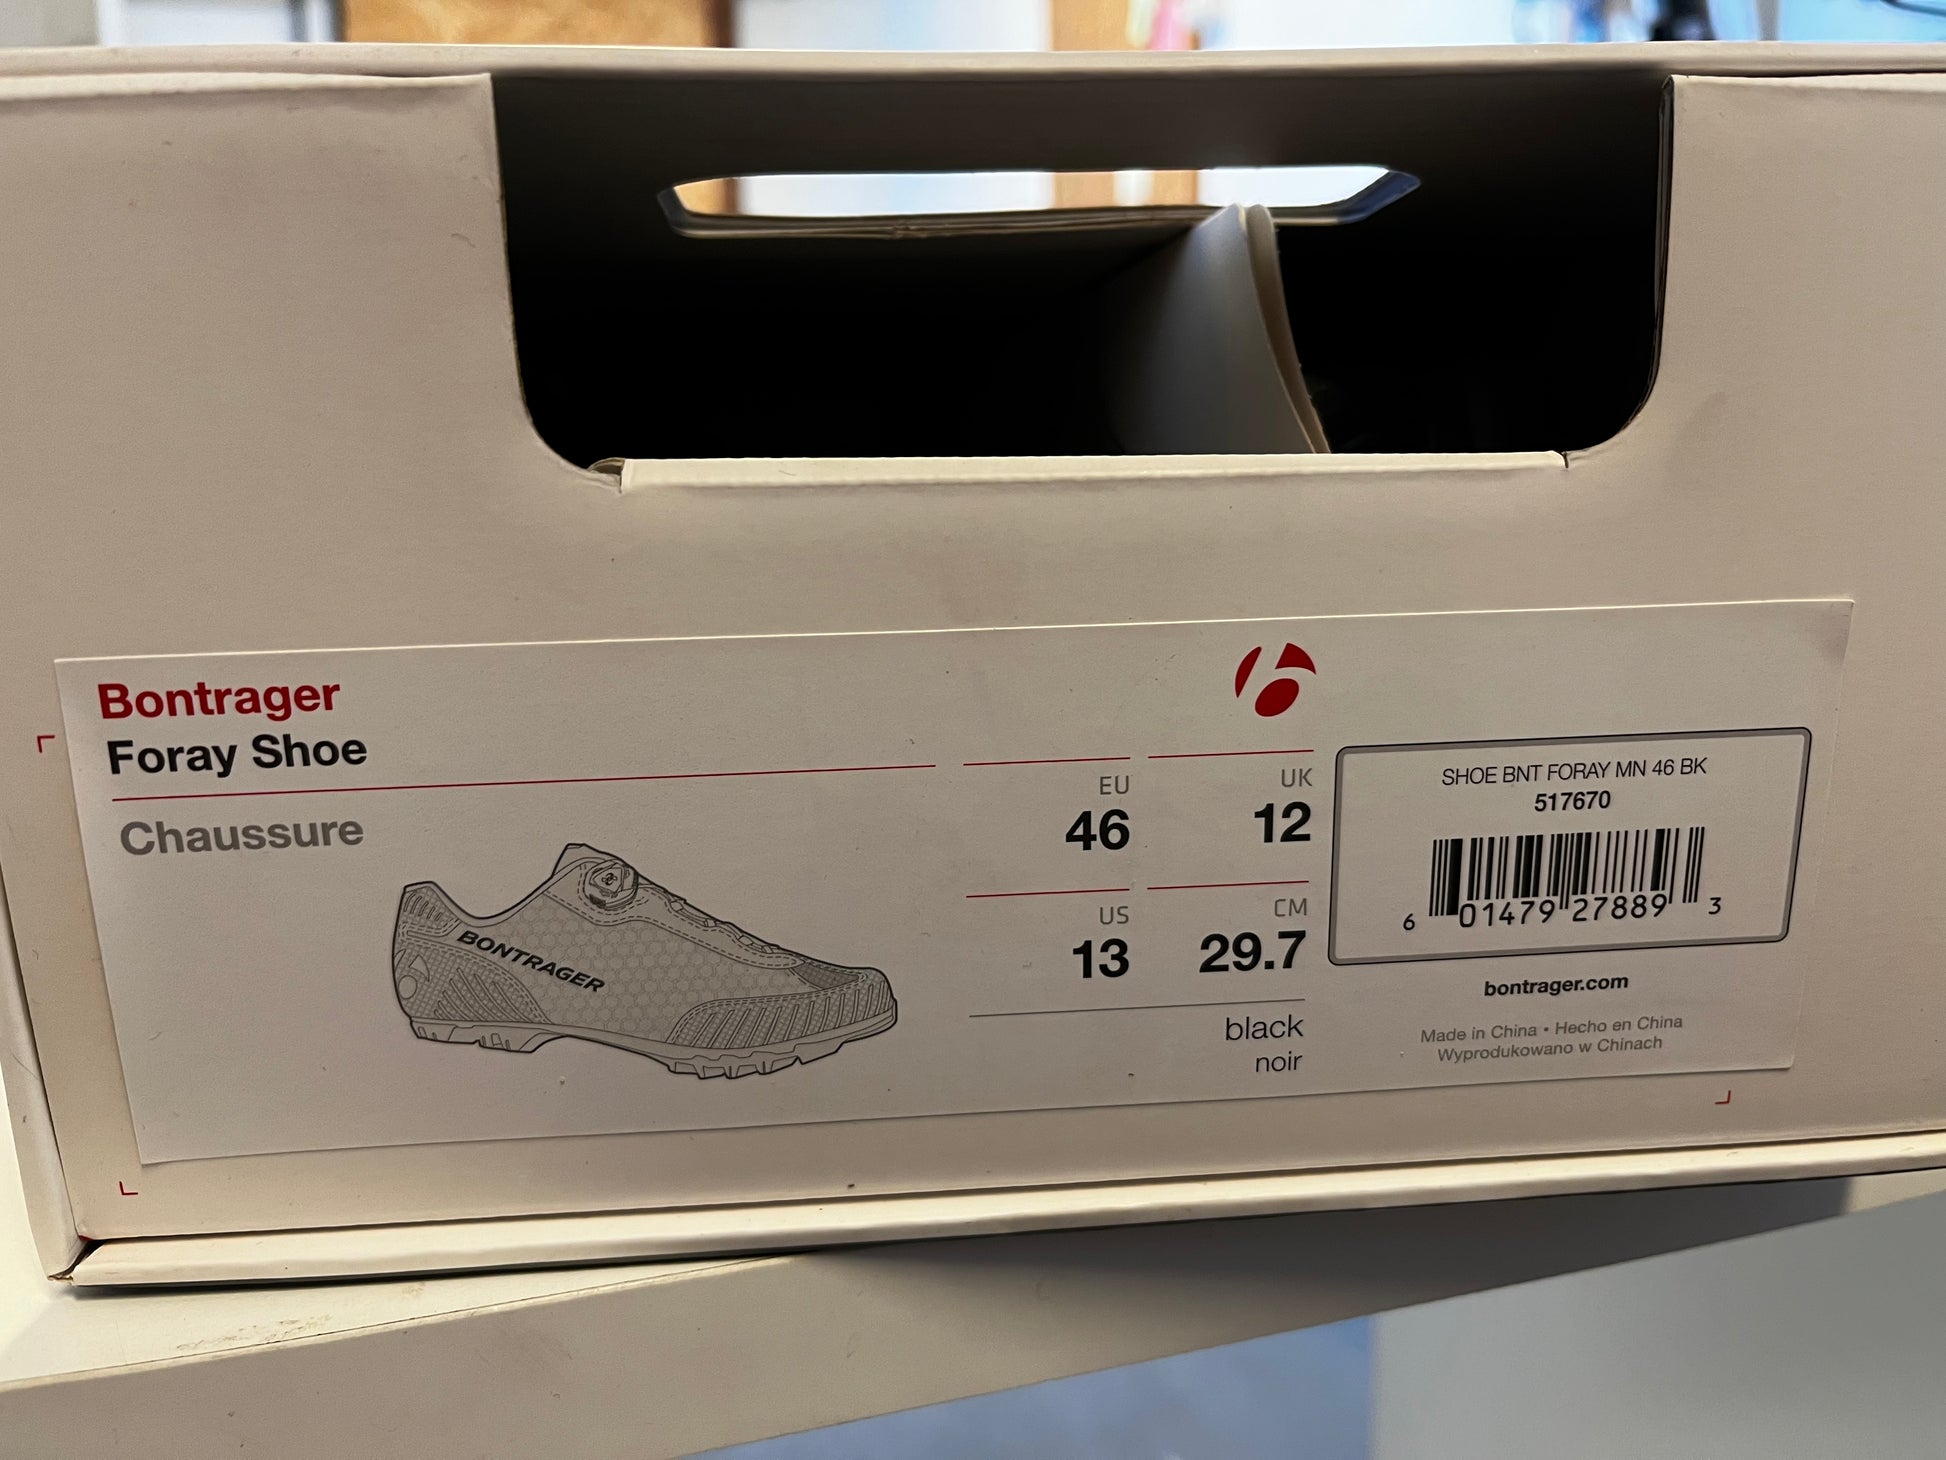 Bontrager
Foray Shoe
Chaussure
BONTRAGER
EU
46
UK
12
US
13
CM
29.7
black
noir
SHOE BNT FORAY MN 46 BK
517670
6 01479 27889 3
bontrager.com
Made in China • Hecho en China
Wyprodukowano w Chinach